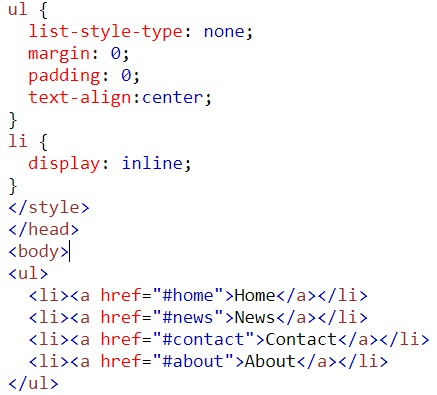 ul {
  list-style-type: none;
  margin: 0;
  padding: 0;
  text-align:center;
}
li {
  display: inline;
}
</style>
</head>
<body>
<ul>
  <li><a href="#home">Home</a></li>
  <li><a href="#news">News</a></li>
  <li><a href="#contact">Contact</a></li>
  <li><a href="#about">About</a></li>
</ul>